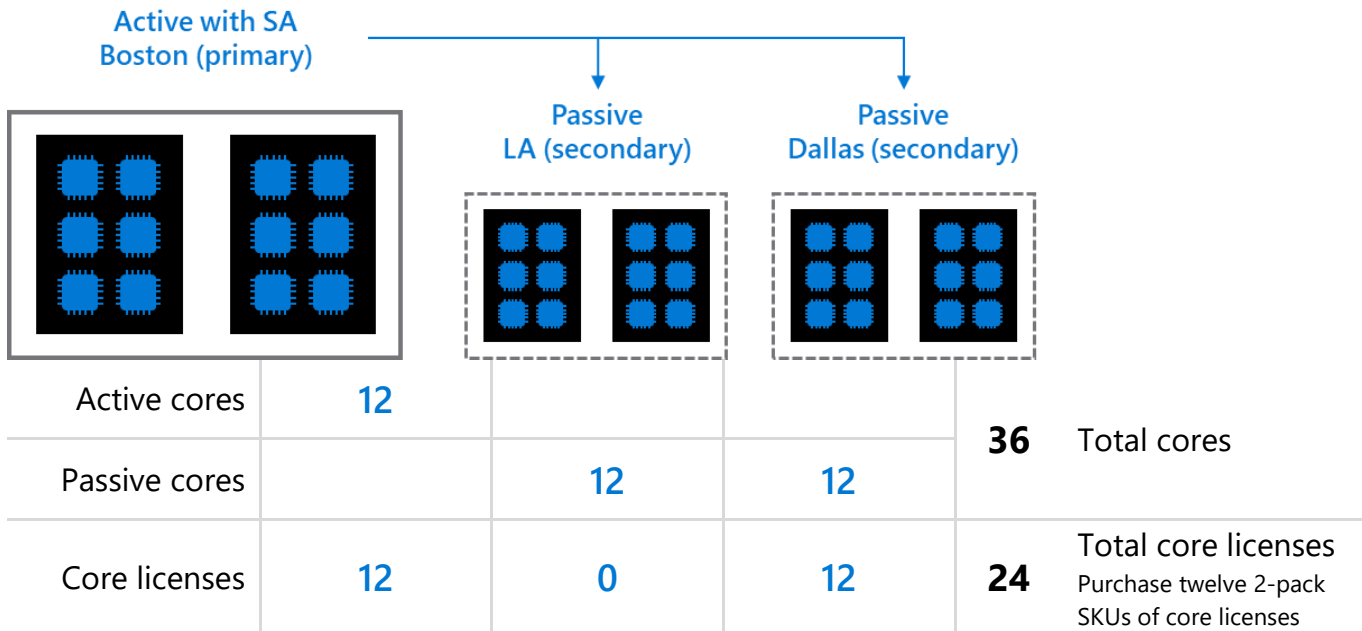 Active with SA
Boston (primary)
Passive
LA (secondary)
Passive
Dallas (secondary)
Active cores
12
36
Total cores
Passive cores
12
12
Core licenses
12
0
12
24
Total core licenses
Purchase twelve 2-pack
SKUs of core licenses